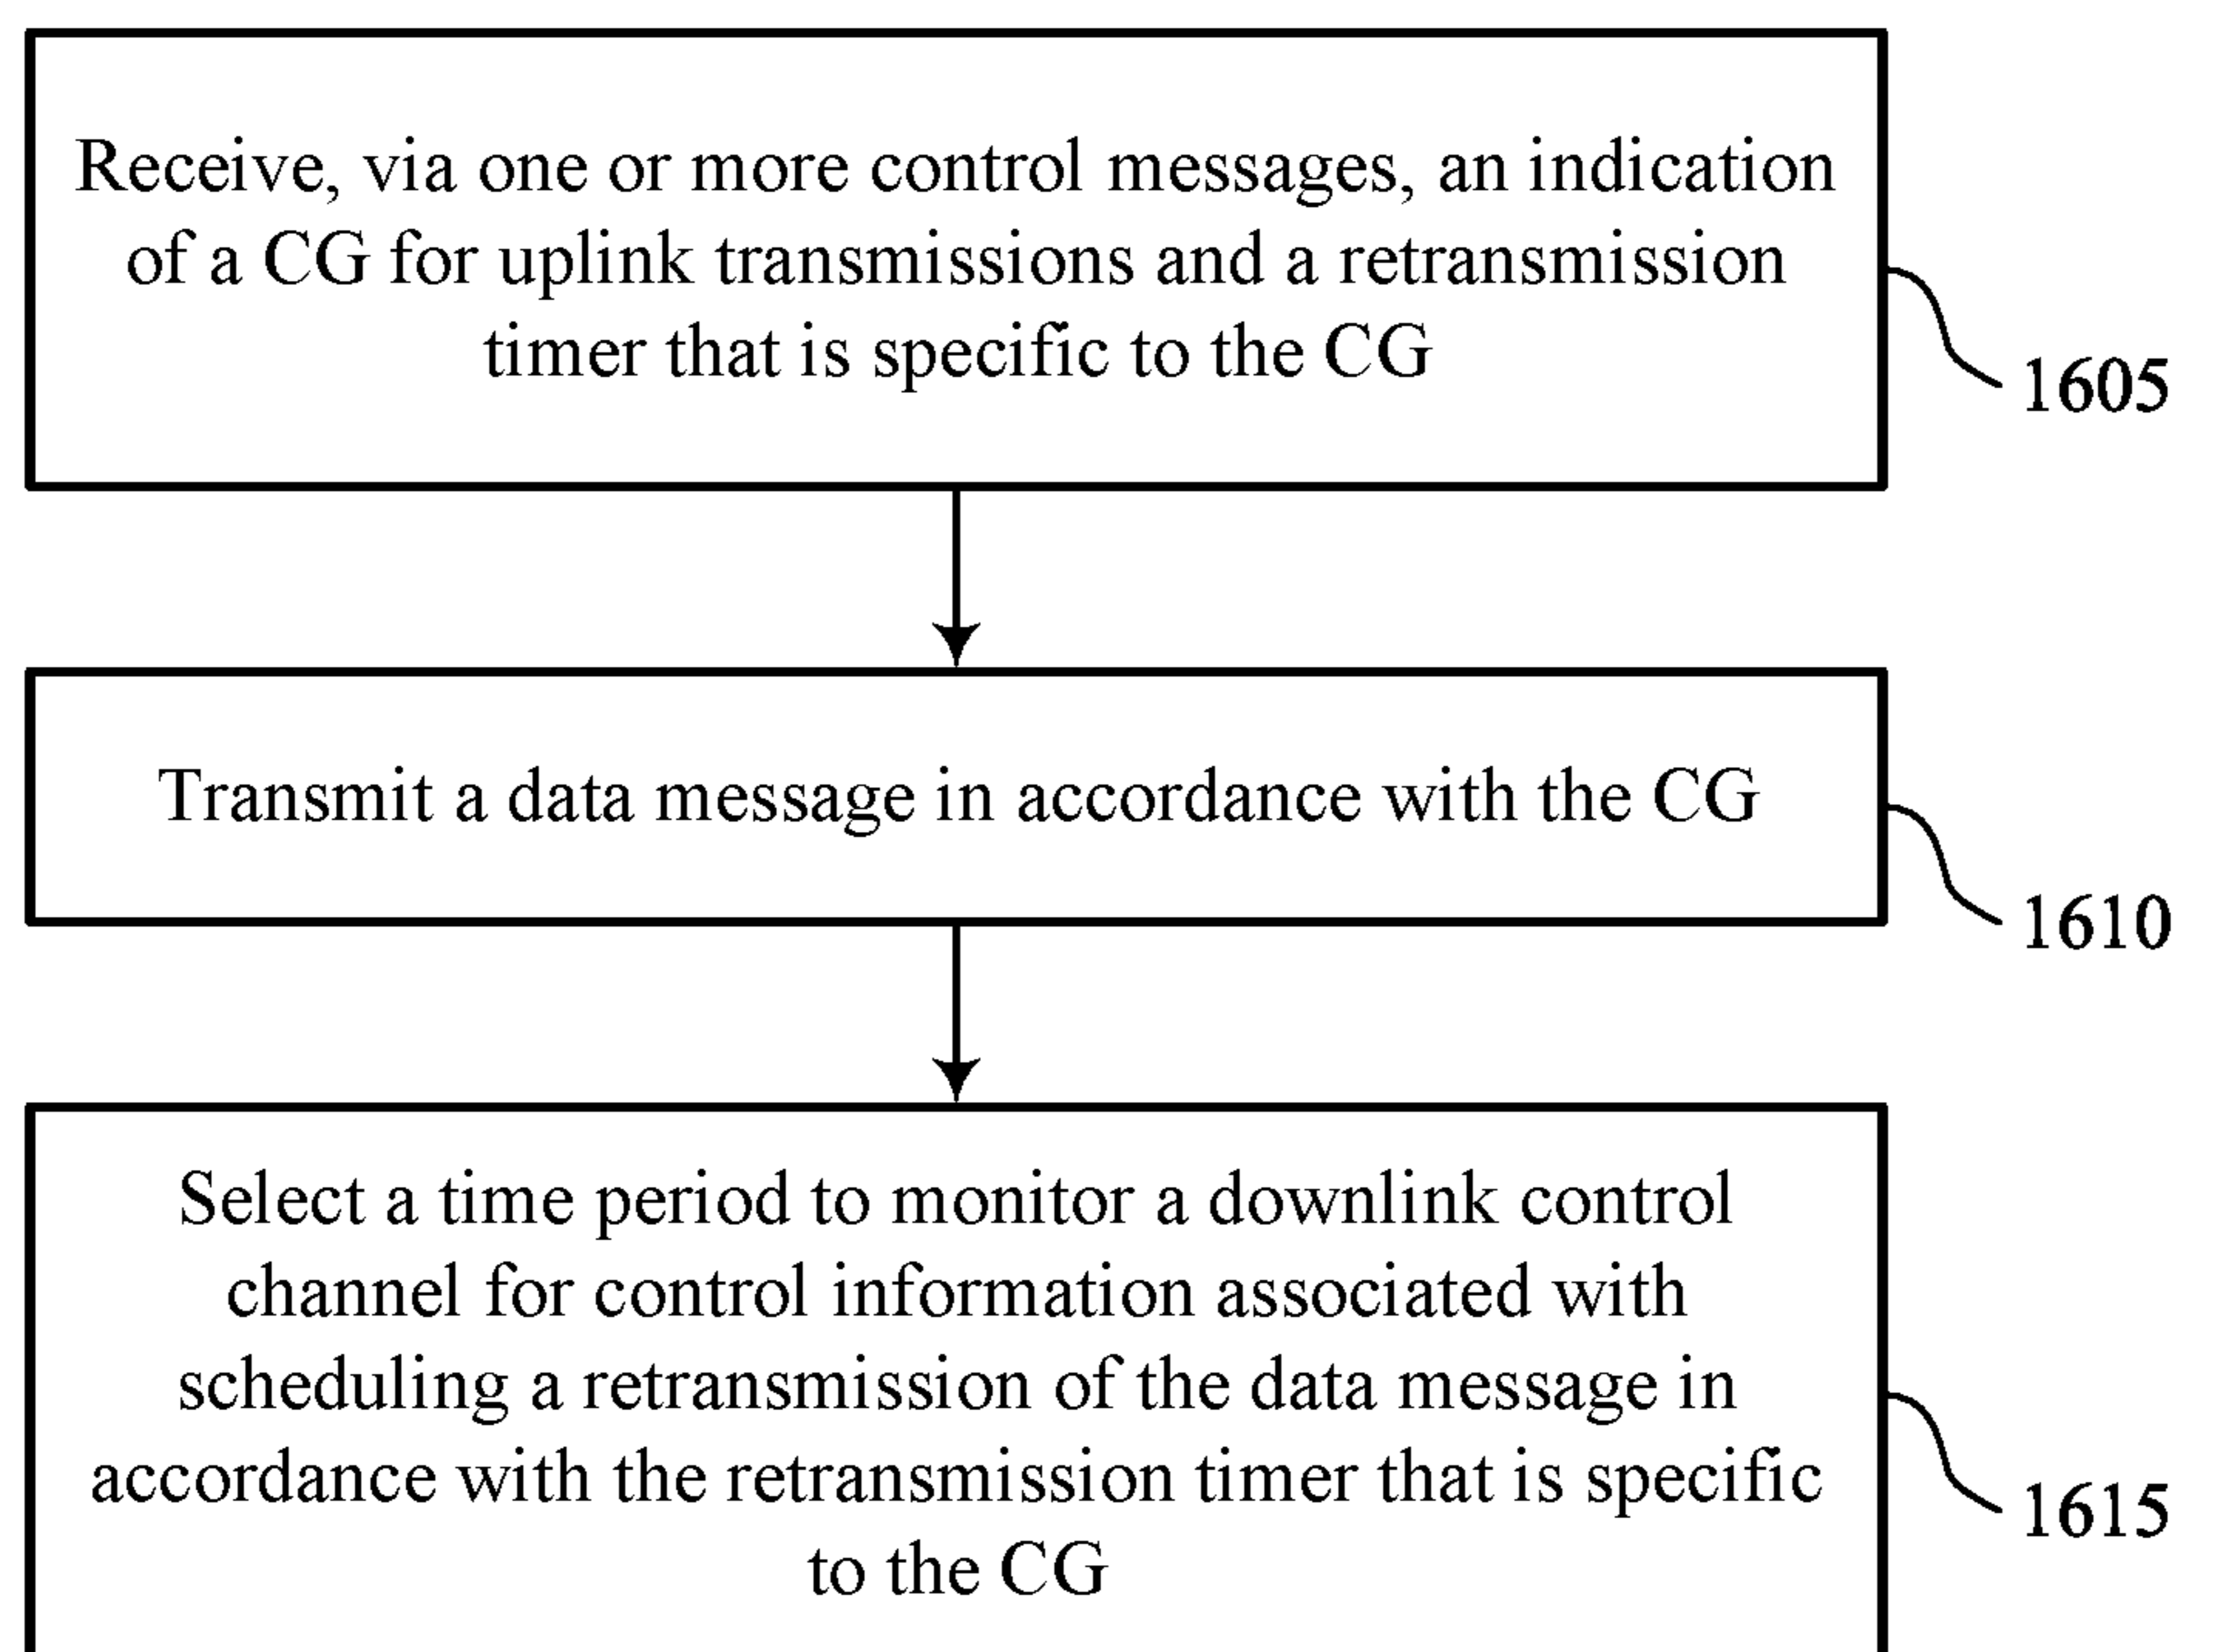 Receive, via one or more control messages, an indication
of a CG for uplink transmissions and a retransmission
timer that is specific to the CG
1605
Transmit a data message in accordance with the CG
1610
Select a time period to monitor a downlink control
channel for control information associated with
scheduling a retransmission of the data message in
accordance with the retransmission timer that is specific
to the CG
1615